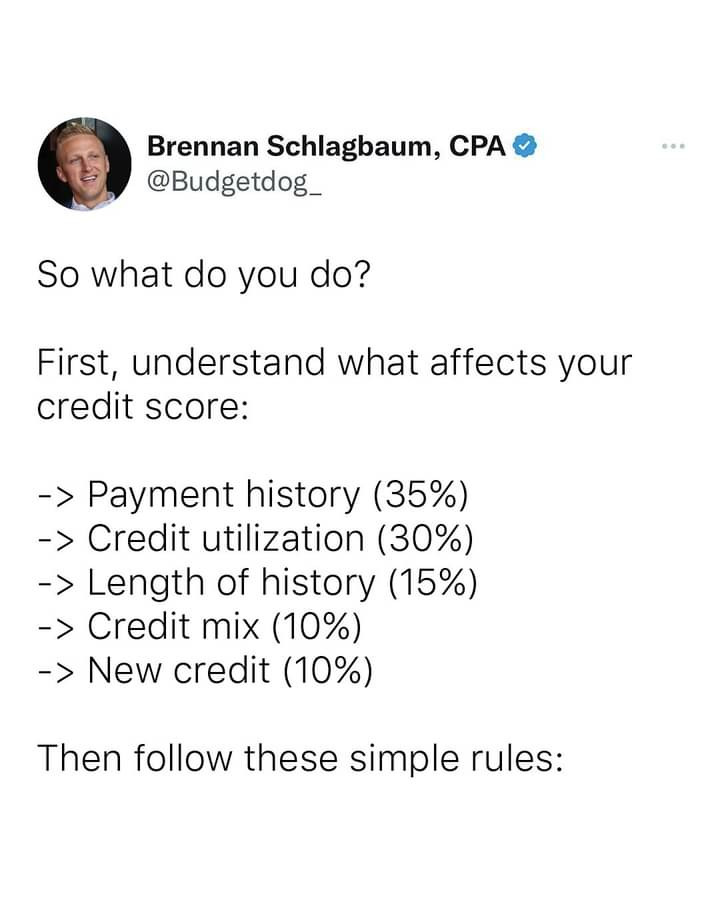 Brennan Schlagbaum, CPA
@Budgetdog_
So what do you do?
First, understand what affects your
credit score:
-> Payment history (35%)
-> Credit utilization (30%)
-> Length of history (15%)
-> Credit mix (10%)
-> New credit (10%)
Then follow these simple rules: